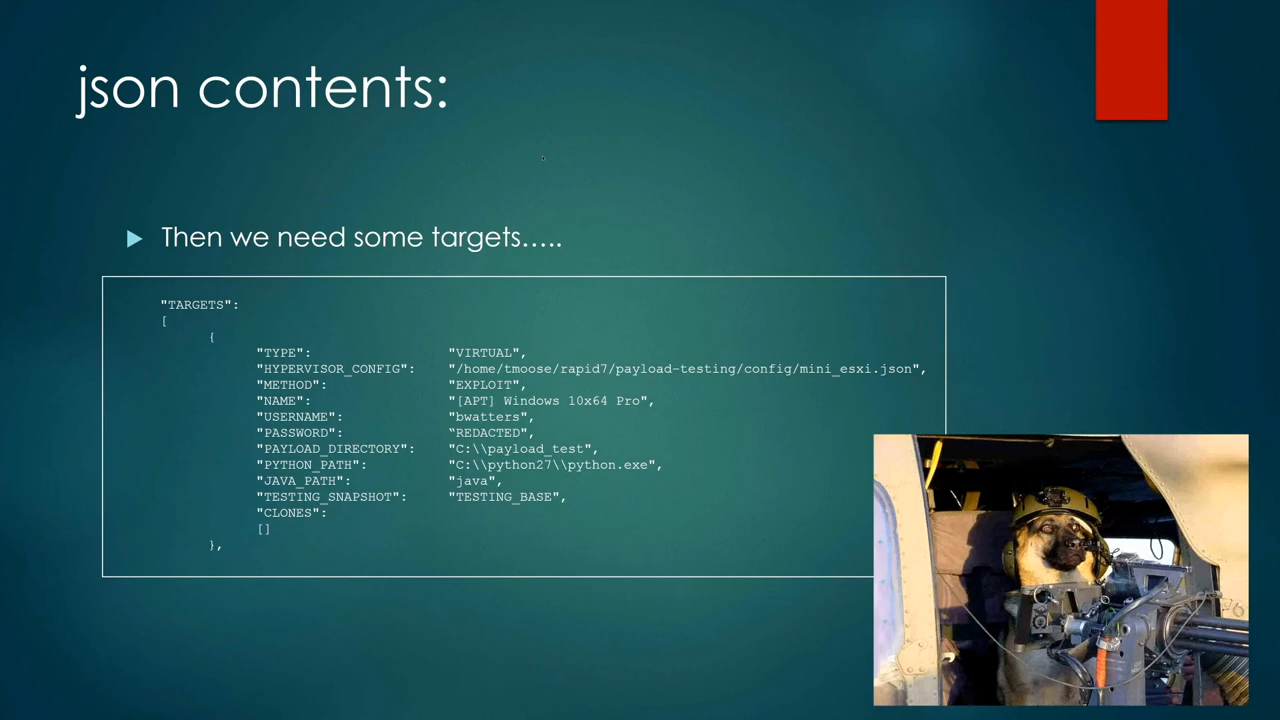 json contents:
Then we need some targets…..
"TARGETS":
[
{
"TYPE": "VIRTUAL",
"HYPERVISOR_CONFIG": "/home/tmoose/rapid7/payload-testing/config/mini_esxi.json",
"METHOD": "EXPLOIT",
"NAME": "[APT] Windows 10x64 Pro",
"USERNAME": "bwatters",
"PASSWORD": “REDACTED",
"PAYLOAD_DIRECTORY": "C:\\payload_test",
"PYTHON_PATH": "C:\\python27\\python.exe",
"JAVA_PATH": "java",
"TESTING_SNAPSHOT": "TESTING_BASE",
"CLONES":
[]
},